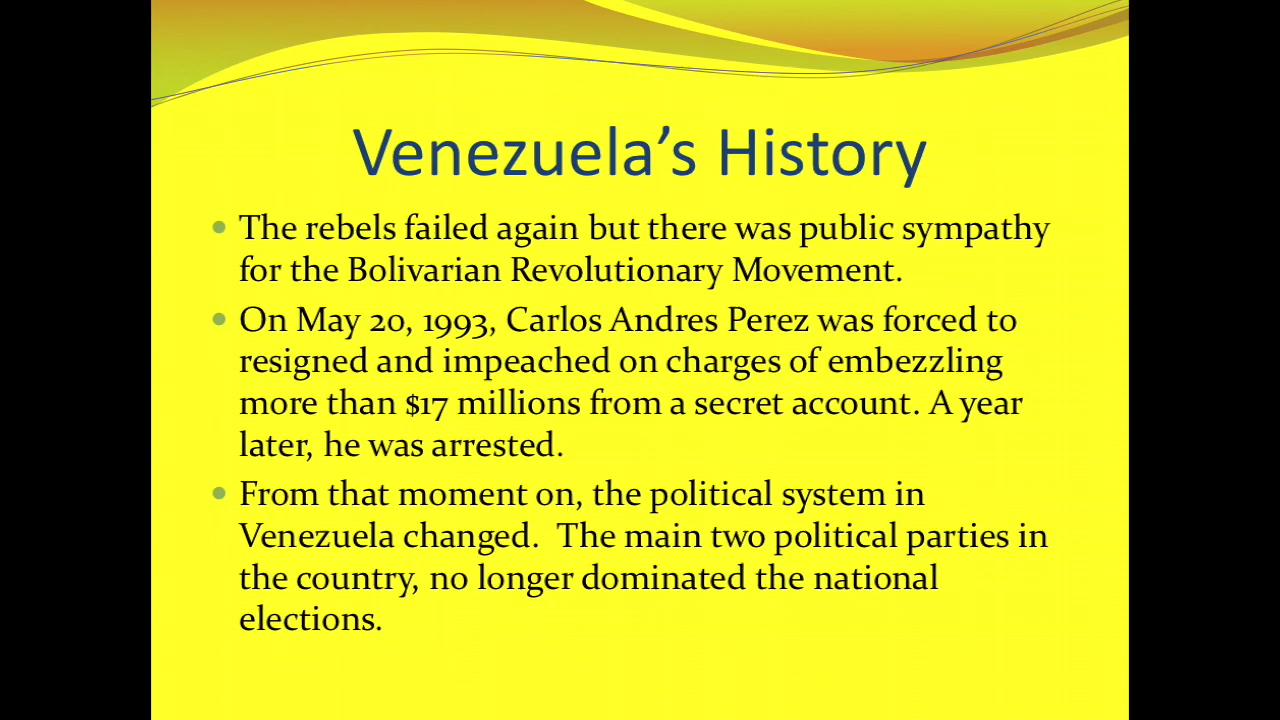 Venezuela’s History
The rebels failed again but there was public sympathy
for the Bolivarian Revolutionary Movement.
On May 20, 1993, Carlos Andres Perez was forced to
resigned and impeached on charges of embezzling
more than $17 millions from a secret account. A year
later, he was arrested.
From that moment on, the political system in
Venezuela changed.  The main two political parties in
the country, no longer dominated the national
elections.